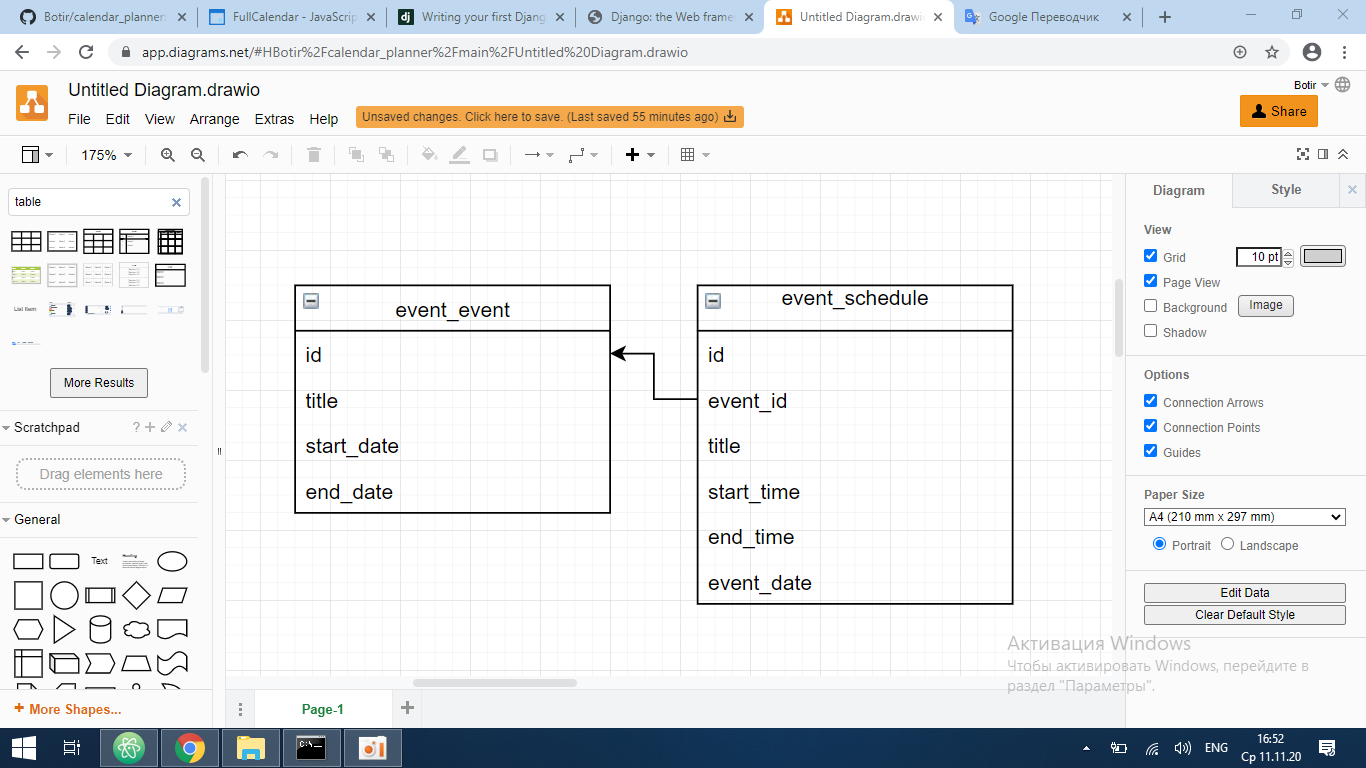 Botir/calendar_planner:
FullCalendar - JavaScrip
Writing your first Djang
Django: the Web frame
Untitled Diagram.drawi
Google Переводчик
app.diagrams.net/#HBotir%2Fcalendar_planner%2Fmain%2FUntitled%20Diagram.drawio
Untitled Diagram.drawio
Botir
File Edit View Arrange Extras Help
Unsaved changes. Click here to save. (Last saved 55 minutes ago)
Share
175%
table
List Item
More Results
Scratchpad
Drag elements here
General
Text
Heading
More Shapes...
event_event
id
title
start_date
end_date
event_schedule
id
event_id
title
start_time
end_time
event_date
Page-1
Diagram
Style
View
Grid
10 pt
Page View
Background
Image
Shadow
Options
Connection Arrows
Connection Points
Guides
Paper Size
A4 (210 mm x 297 mm)
Portrait
Landscape
Edit Data
Clear Default Style
Активация Windows
Чтобы активировать Windows, перейдите в
раздел "Параметры".
C:\_
ENG
16:52
Ср 11.11.20